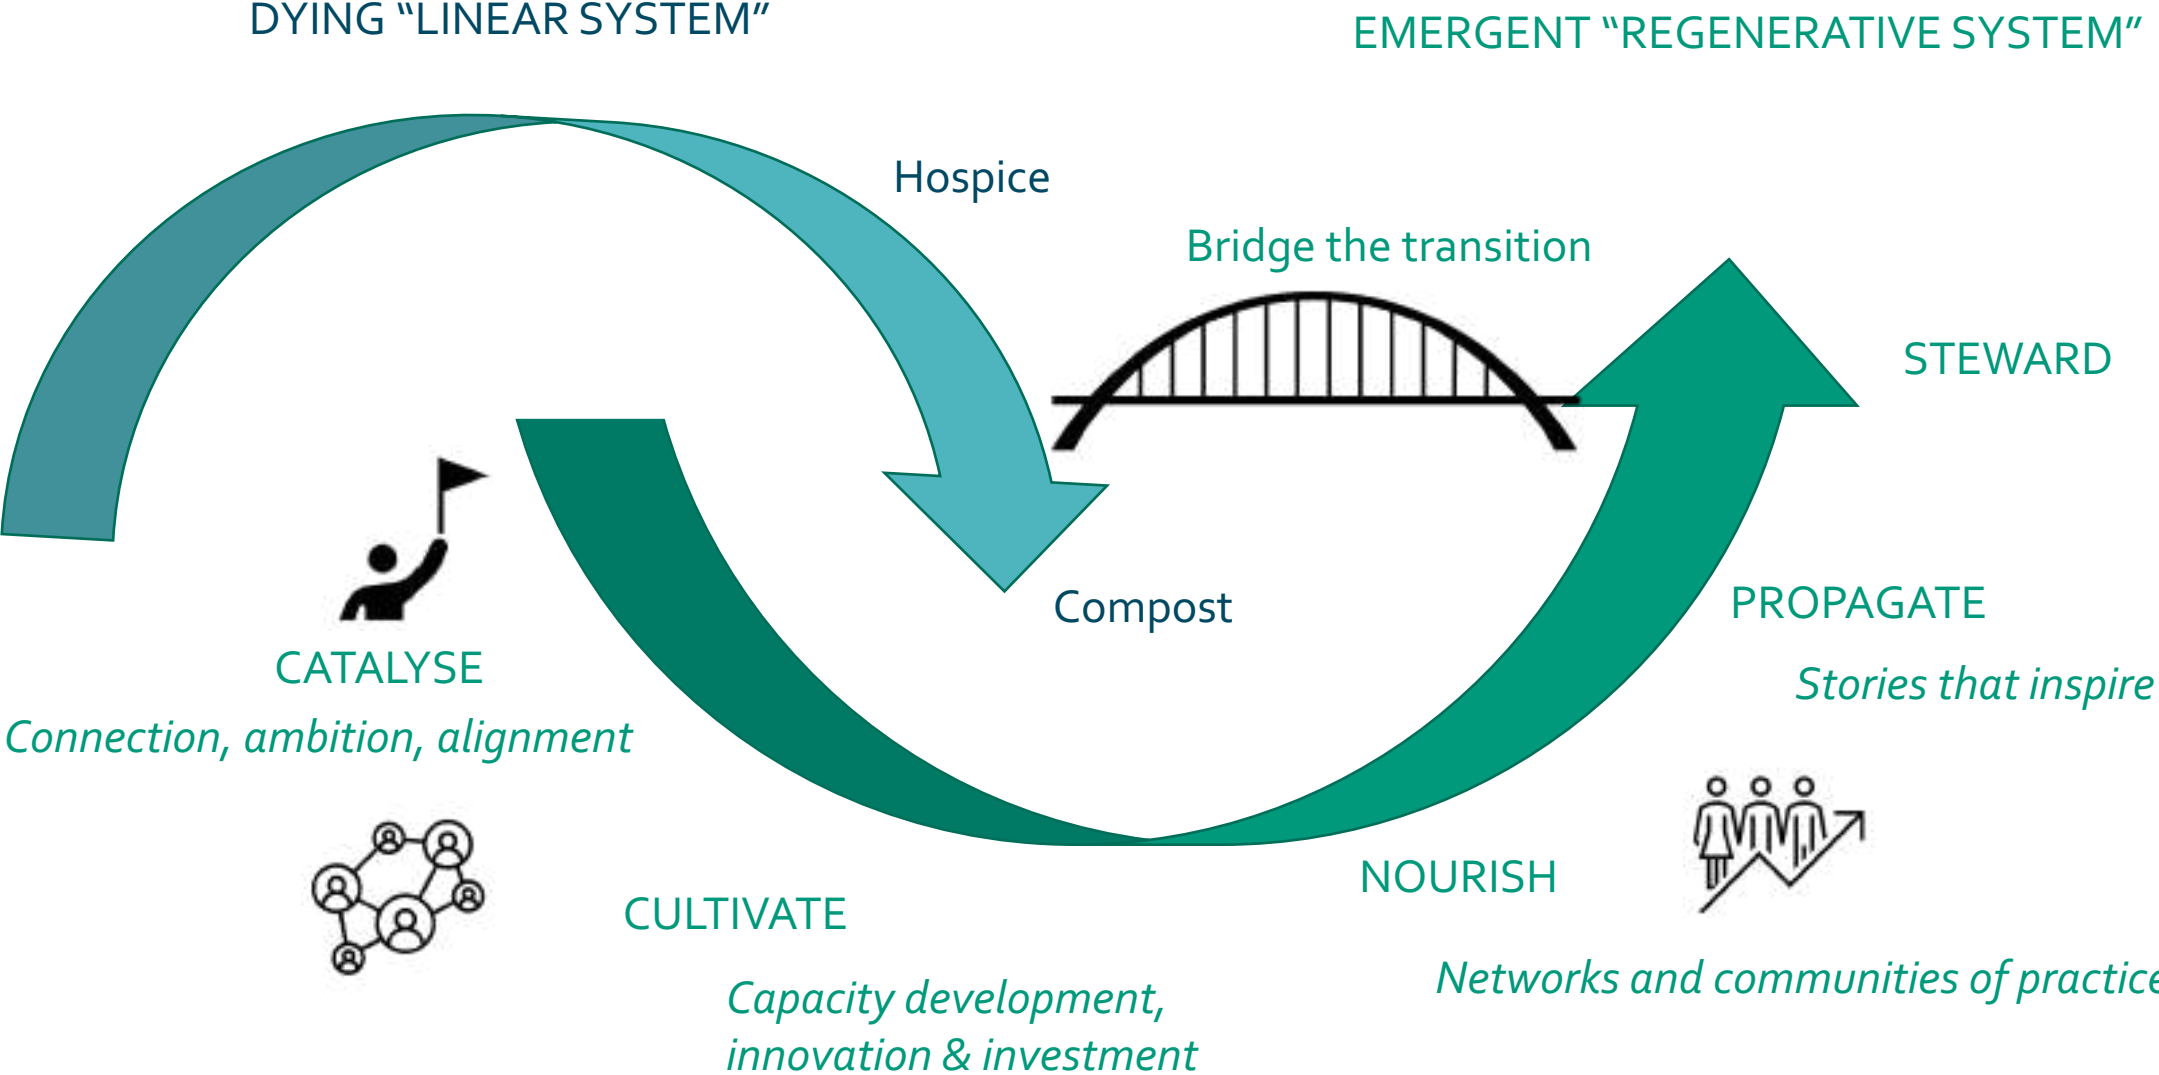 DYING “LINEAR SYSTEM”
EMERGENT “REGENERATIVE SYSTEM”
Hospice
Bridge the transition
STEWARD
Compost
PROPAGATE
Stories that inspire
CATALYSE
Connection, ambition, alignment
NOURISH
CULTIVATE
Networks and communities of practice
Capacity development,
innovation & investment